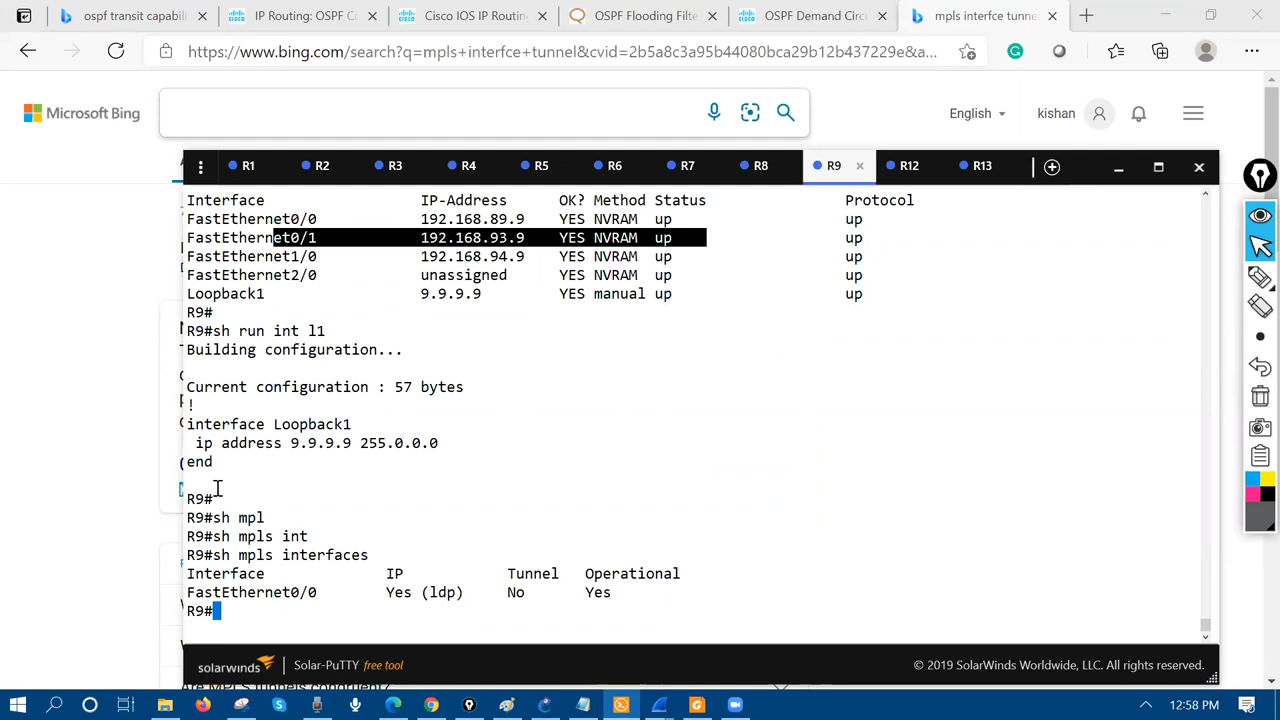 ospf transit capabil
IP Routing: OSPF Co
Cisco IOS IP Routin
OSPF Flooding Filte
OSPF Demand Circu
mpls interfce tunne
https://www.bing.com/search?q=mpls+interfce+tunnel&cvid=2b5a8c3a95b44080bca29b12b437229e&a...
Microsoft Bing
English
kishan
R1 R2 R3 R4 R5 R6 R7 R8 R9 R12 R13
Interface IP-Address OK? Method Status Protocol
FastEthernet0/0 192.168.89.9 YES NVRAM up up
FastEthernet0/1 192.168.93.9 YES NVRAM up up
FastEthernet1/0 192.168.94.9 YES NVRAM up up
FastEthernet2/0 unassigned YES NVRAM up up
Loopback1 9.9.9.9 YES manual up up
R9#
R9#sh run int l1
Building configuration...
Current configuration : 57 bytes
!
interface Loopback1
ip address 9.9.9.9 255.0.0.0
end
R9#
R9#sh mpl
R9#sh mpls int
R9#sh mpls interfaces
Interface IP Tunnel Operational
FastEthernet0/0 Yes (ldp) No Yes
R9#
solarwinds Solar-PuTTY free tool
© 2019 SolarWinds Worldwide, LLC. All rights reserved.
12:58 PM